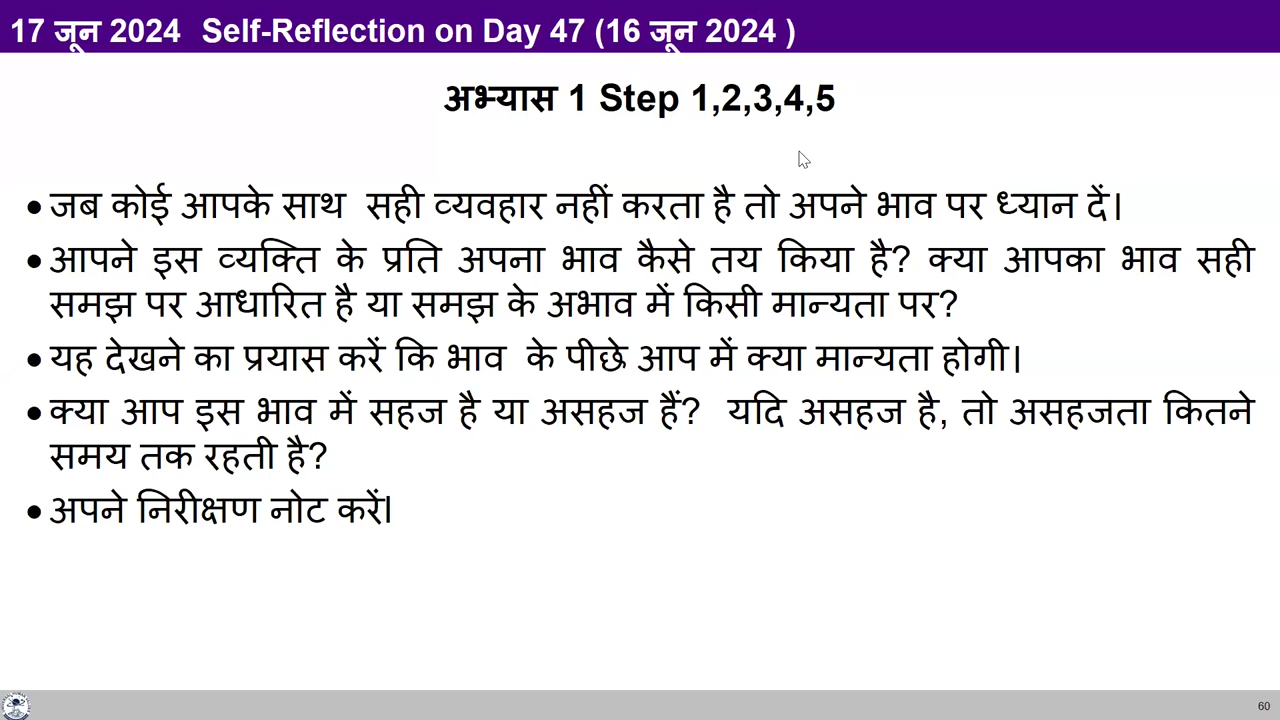 17 जून 2024 Self-Reflection on Day 47 (16 जून 2024 )
अभ्यास 1 Step 1,2,3,4,5
• जब कोई आपके साथ सही व्यवहार नहीं करता है तो अपने भाव पर ध्यान दें।
• आपने इस व्यक्ति के प्रति अपना भाव कैसे तय किया है? क्या आपका भाव सही
समझ पर आधारित है या समझ के अभाव में किसी मान्यता पर?
• यह देखने का प्रयास करें कि भाव के पीछे आप में क्या मान्यता होगी।
• क्या आप इस भाव में सहज है या असहज हैं? यदि असहज है, तो असहजता कितने
समय तक रहती है?
• अपने निरीक्षण नोट करें।
60